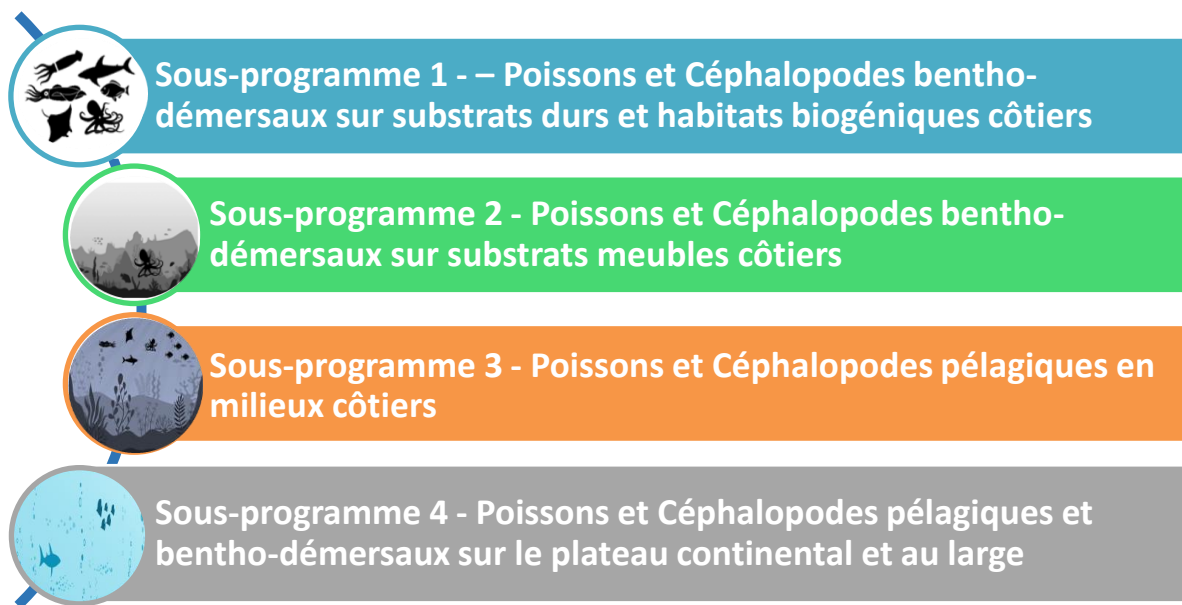 Sous-programme 1 - – Poissons et Céphalopodes bentho-
démersaux sur substrats durs et habitats biogéniques côtiers
Sous-programme 2 - Poissons et Céphalopodes bentho-
démersaux sur substrats meubles côtiers
Sous-programme 3 - Poissons et Céphalopodes pélagiques en
milieux côtiers
Sous-programme 4 - Poissons et Céphalopodes pélagiques et
bentho-démersaux sur le plateau continental et au large